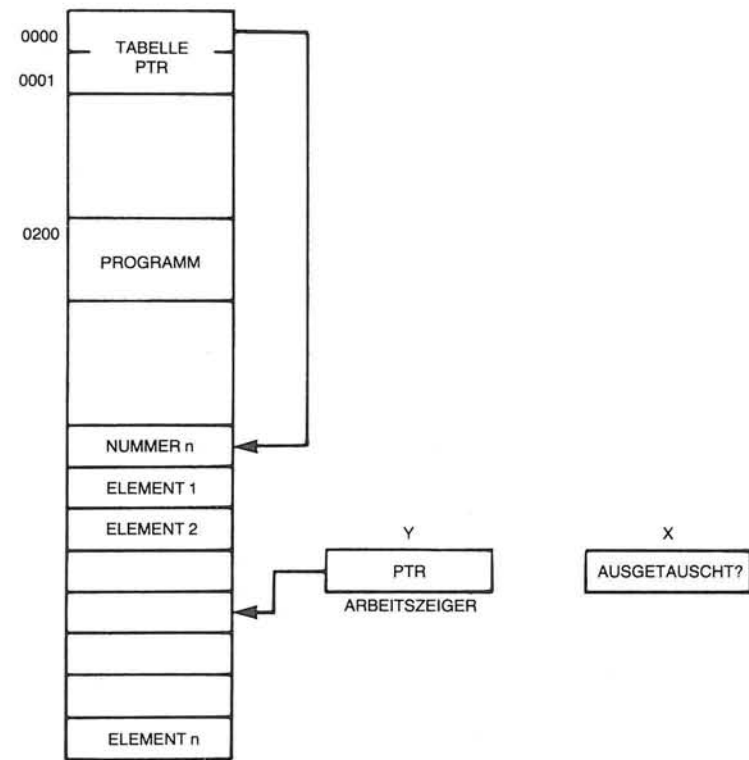 0000
TABELLE
PTR
0001
0200
PROGRAMM
NUMMER n
ELEMENT 1
ELEMENT 2
Y
X
PTR
AUSGETAUSCHT?
ARBEITSZEIGER
ELEMENT n